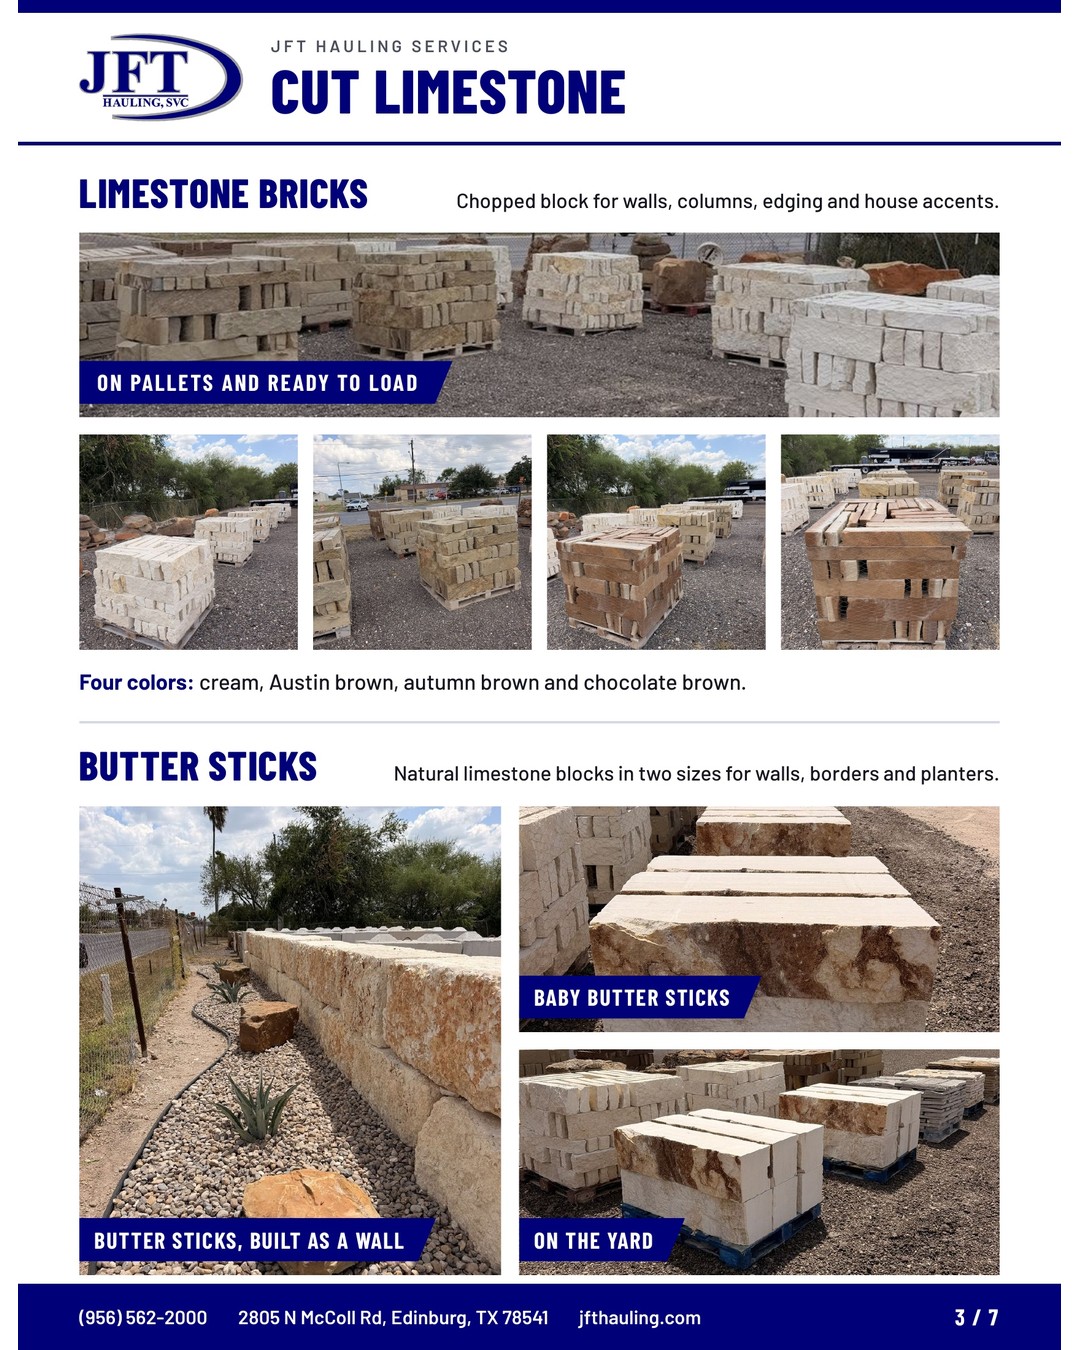 JFT
HAULING, SVC
JFT HAULING SERVICES
CUT LIMESTONE
LIMESTONE BRICKS
Chopped block for walls, columns, edging and house accents.
ON PALLETS AND READY TO LOAD
Four colors: cream, Austin brown, autumn brown and chocolate brown.
BUTTER STICKS
Natural limestone blocks in two sizes for walls, borders and planters.
BUTTER STICKS, BUILT AS A WALL
BABY BUTTER STICKS
ON THE YARD
(956) 562-2000 2805 N McColl Rd, Edinburg, TX 78541 jfthauling.com 3 / 7